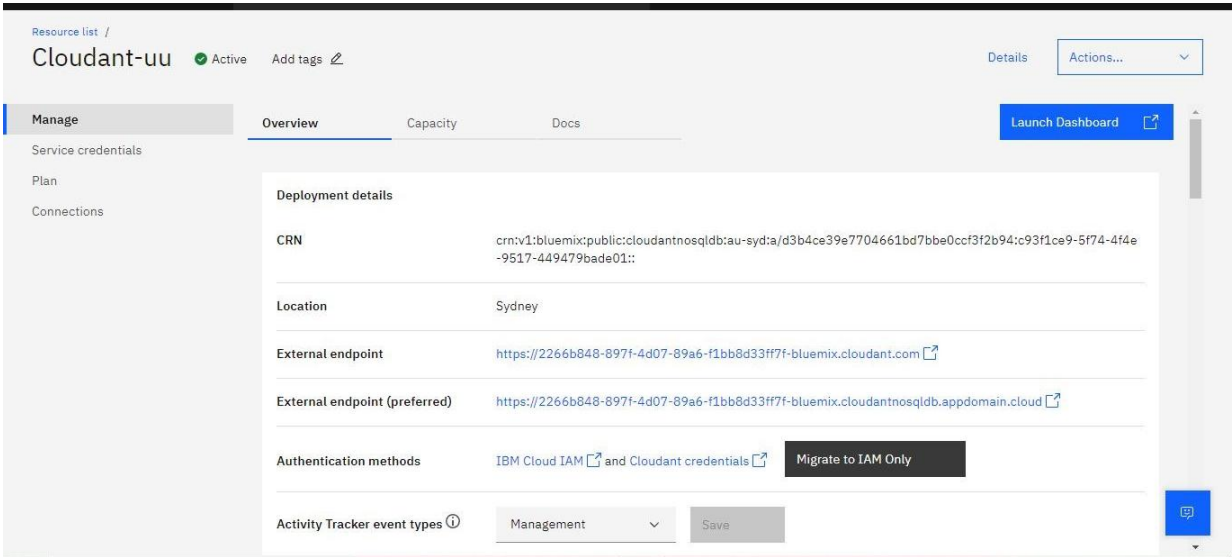 Resource list /
Cloudant-uu Active Add tags Details Actions...
Manage Overview Capacity Docs Launch Dashboard
Service credentials
Plan
Connections
Deployment details
CRN crn:v1:bluemix:public:cloudantnosqldb:au-syd:a/d3b4ce39e7704661bd7bbe0ccf3f2b94:c93f1ce9-5f74-4f4e
-9517-449479bade01::
Location Sydney
External endpoint https://2266b848-897f-4d07-89a6-f1bb8d33ff7f-bluemix.cloudant.com
External endpoint (preferred) https://2266b848-897f-4d07-89a6-f1bb8d33ff7f-bluemix.cloudantnosqldb.appdomain.cloud
Authentication methods IBM Cloud IAM and Cloudant credentials Migrate to IAM Only
Activity Tracker event types Management Save